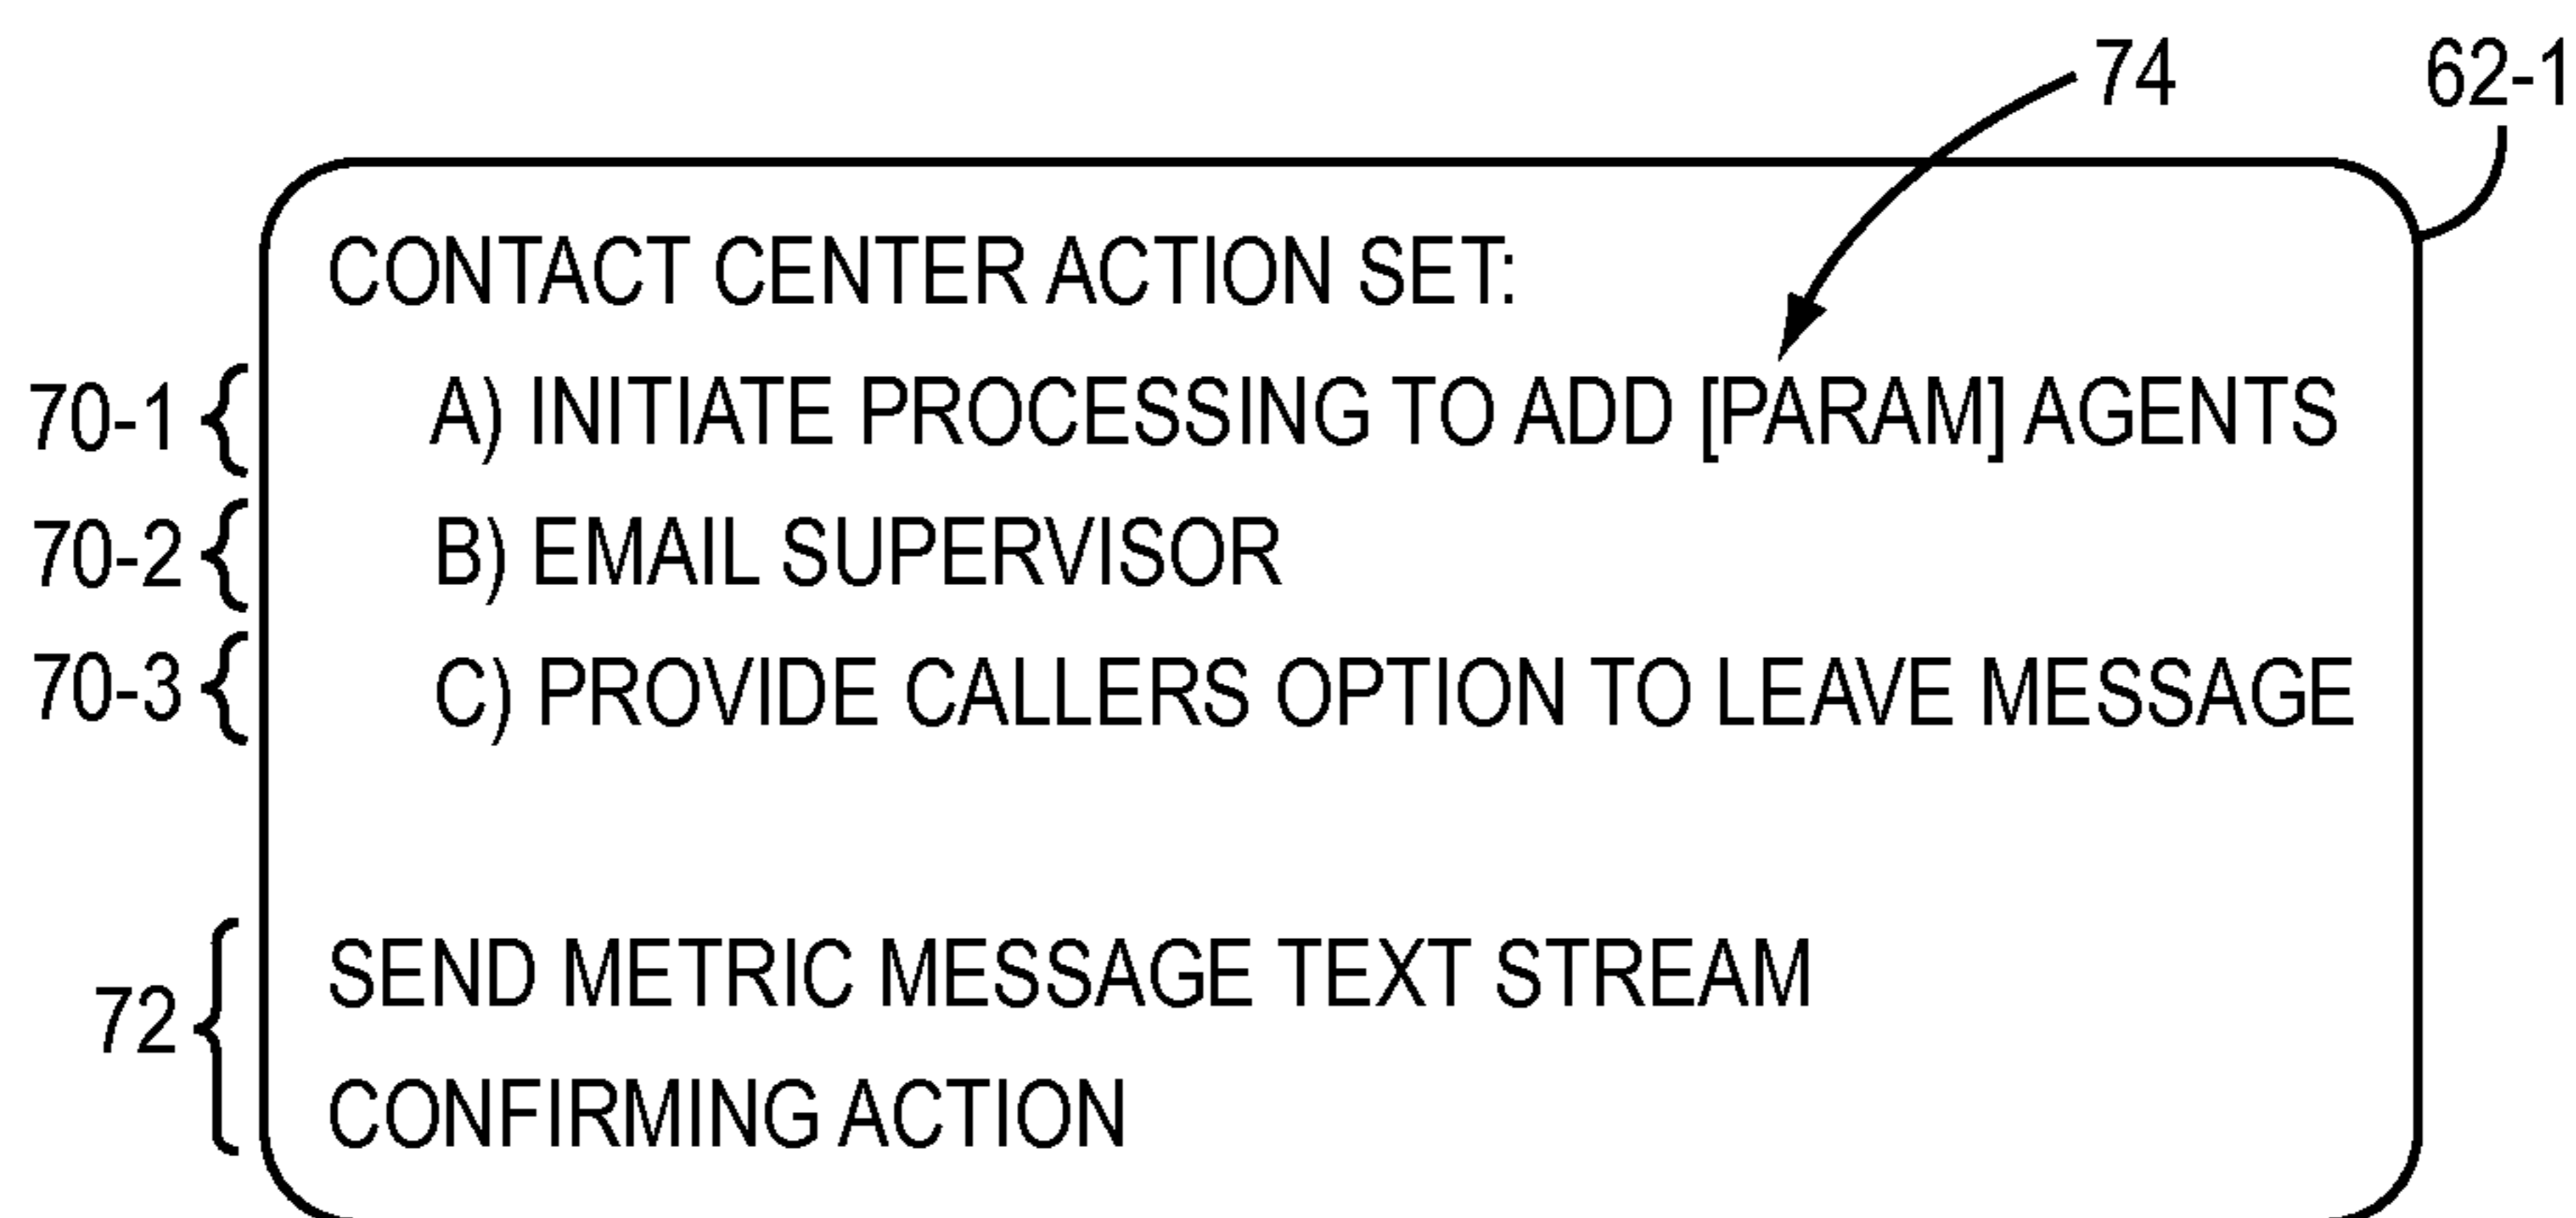 74
62-1
CONTACT CENTER ACTION SET:
70-1 A) INITIATE PROCESSING TO ADD [PARAM] AGENTS
70-2 B) EMAIL SUPERVISOR
70-3 C) PROVIDE CALLERS OPTION TO LEAVE MESSAGE
SEND METRIC MESSAGE TEXT STREAM
72
CONFIRMING ACTION